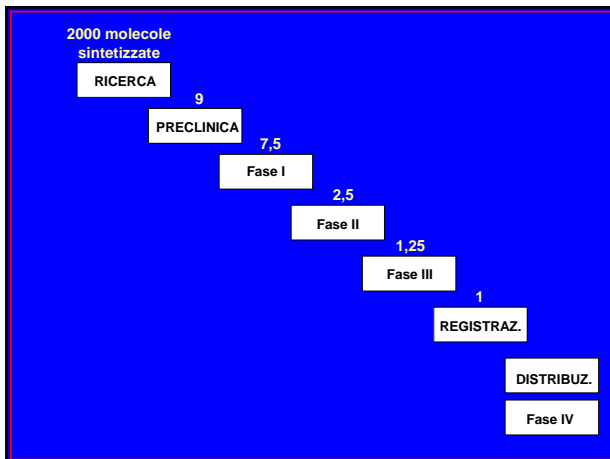 2000 molecole
sintetizzate
RICERCA
9
PRECLINICA
7,5
Fase I
2,5
Fase II
1,25
Fase III
1
REGISTRAZ.
DISTRIBUZ.
Fase IV